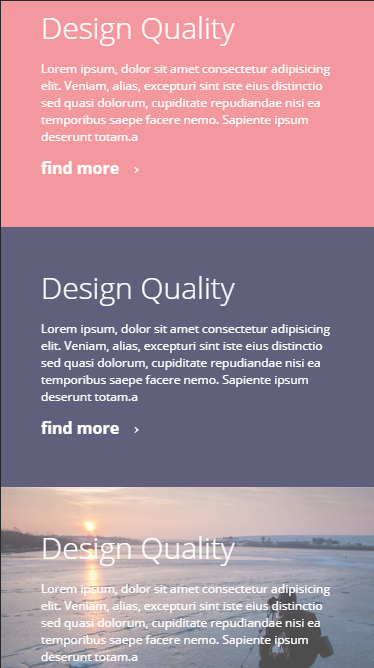 Design Quality
Lorem ipsum, dolor sit amet consectetur adipisicing
elit. Veniam, alias, excepturi sint iste eius distinctio
sed quasi dolorum, cupiditate repudiandae nisi ea
temporibus saepe facere nemo. Sapiente ipsum
deserunt totam.a
find more ›
Design Quality
Lorem ipsum, dolor sit amet consectetur adipisicing
elit. Veniam, alias, excepturi sint iste eius distinctio
sed quasi dolorum, cupiditate repudiandae nisi ea
temporibus saepe facere nemo. Sapiente ipsum
deserunt totam.a
find more ›
Design Quality
Lorem ipsum, dolor sit amet consectetur adipisicing
elit. Veniam, alias, excepturi sint iste eius distinctio
sed quasi dolorum, cupiditate repudiandae nisi ea
temporibus saepe facere nemo. Sapiente ipsum
deserunt totam.a